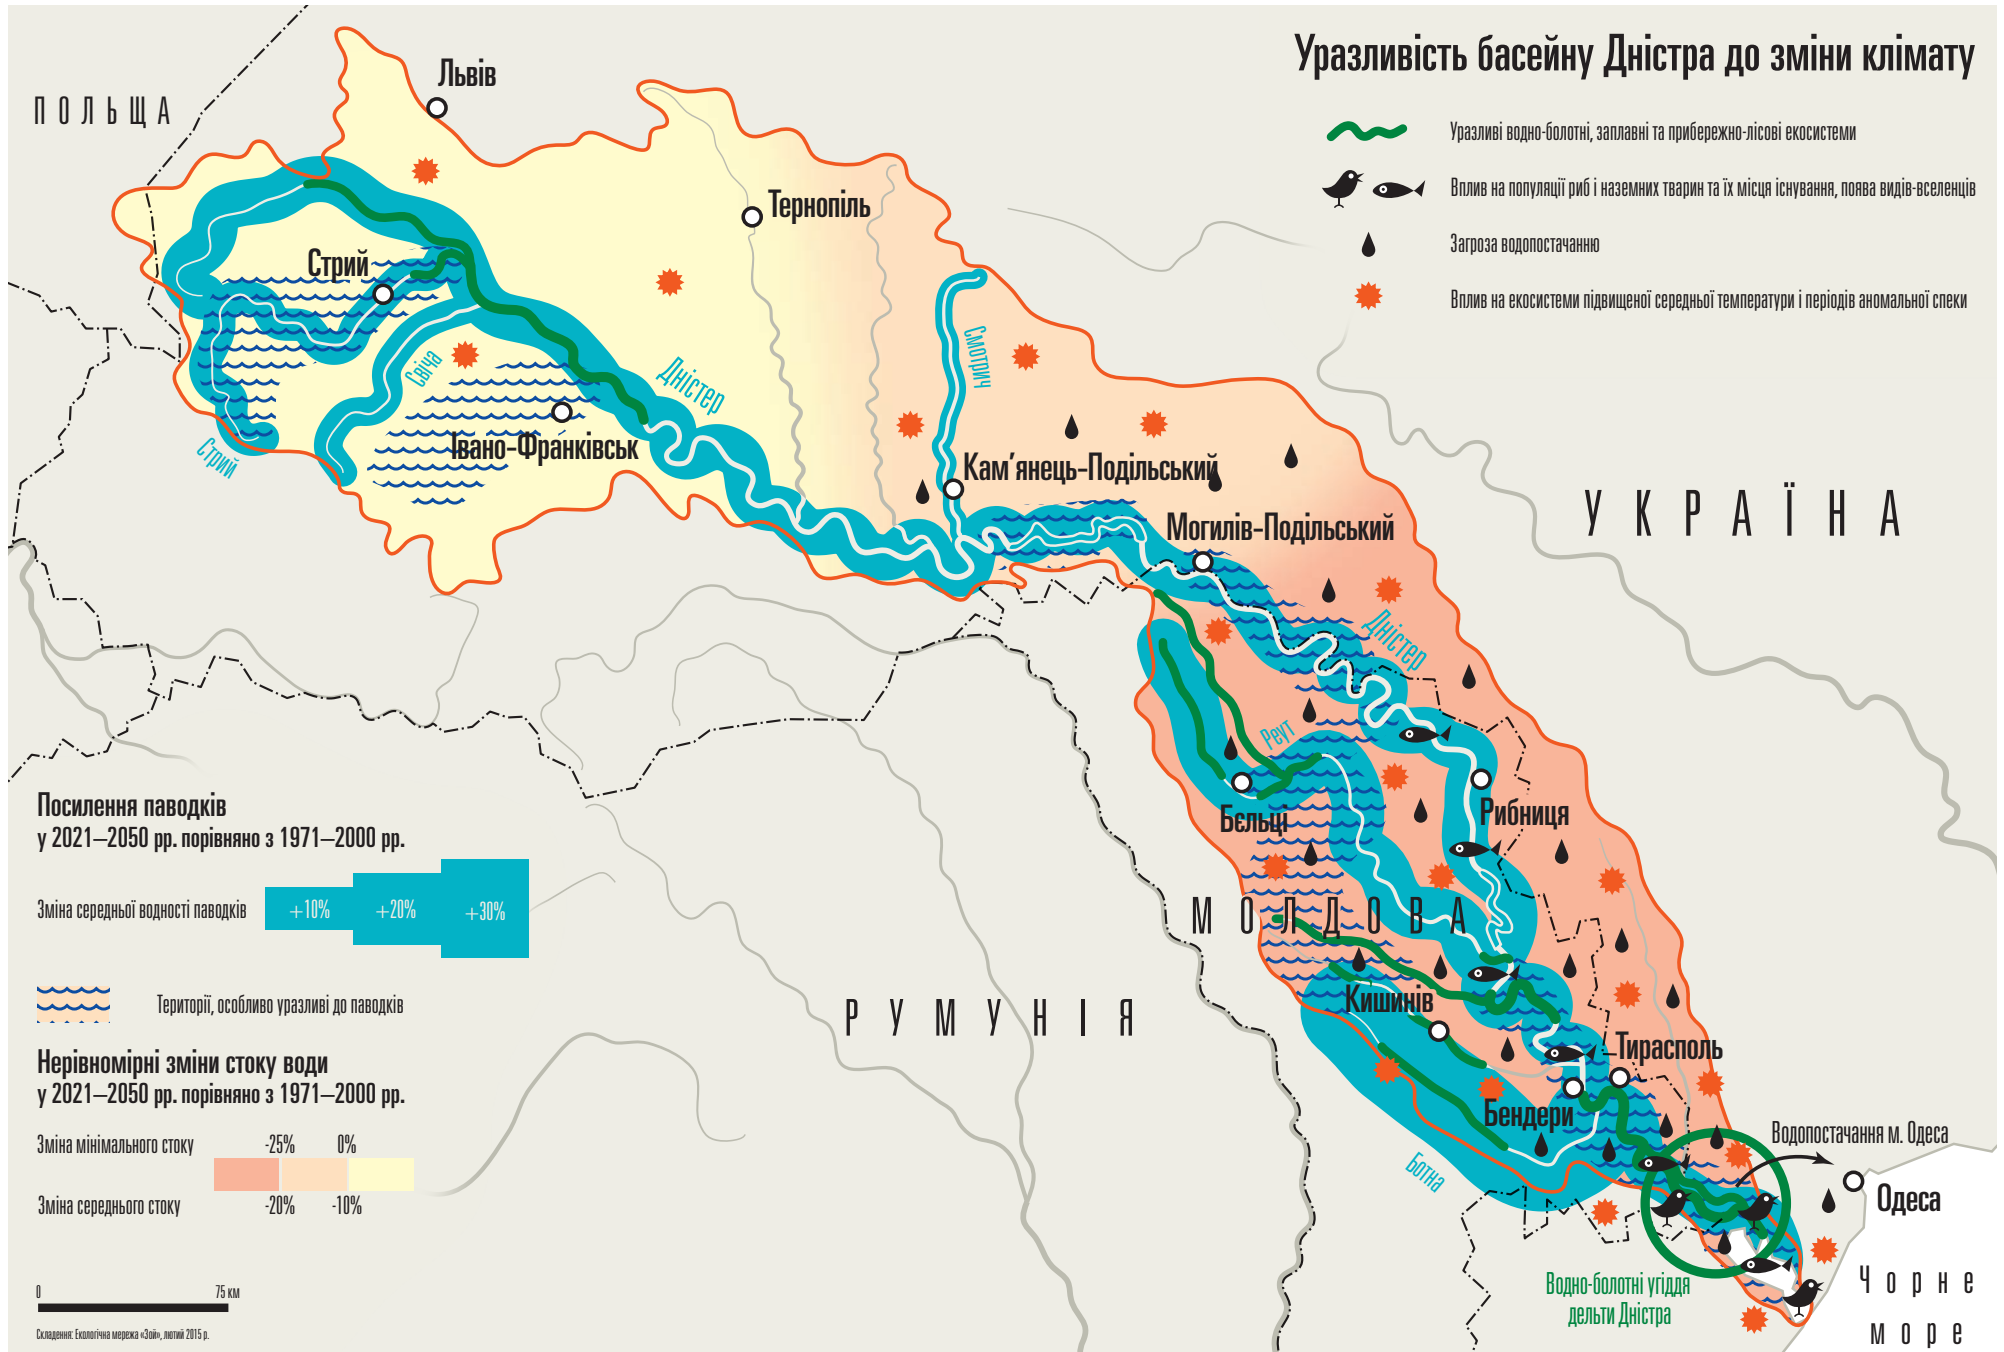 Уразливість басейну Дністра до зміни клімату
Уразливі водно-болотні, заплавні та прибережно-лісові екосистеми
Вплив на популяції риб і наземних тварин та їх місця існування, поява видів-вселенців
Загроза водопостачанню
Вплив на екосистеми підвищеної середньої температури і періодів аномальної спеки
ПОЛЬЩА
Львів
Тернопіль
Стрий
Свіча
Дністер
Смотрич
Стрий
Івано-Франківськ
Кам’янець-Подільський
Могилів-Подільський
УКРАЇНА
Дністер
Реут
Бєльці
Рибниця
МОЛДОВА
Кишинів
РУМУНІЯ
Тирасполь
Бендери
Ботна
Водопостачання м. Одеса
Одеса
Водно-болотні угіддя
дельти Дністра
Чорне
море
Посилення паводків
у 2021–2050 рр. порівняно з 1971–2000 рр.
Зміна середньої водності паводків
+10% +20% +30%
Території, особливо уразливі до паводків
Нерівномірні зміни стоку води
у 2021–2050 рр. порівняно з 1971–2000 рр.
Зміна мінімального стоку -25% 0%
Зміна середнього стоку -20% -10%
0 75 км
Складення: Екологічна мережа «Зой», лютий 2015 р.